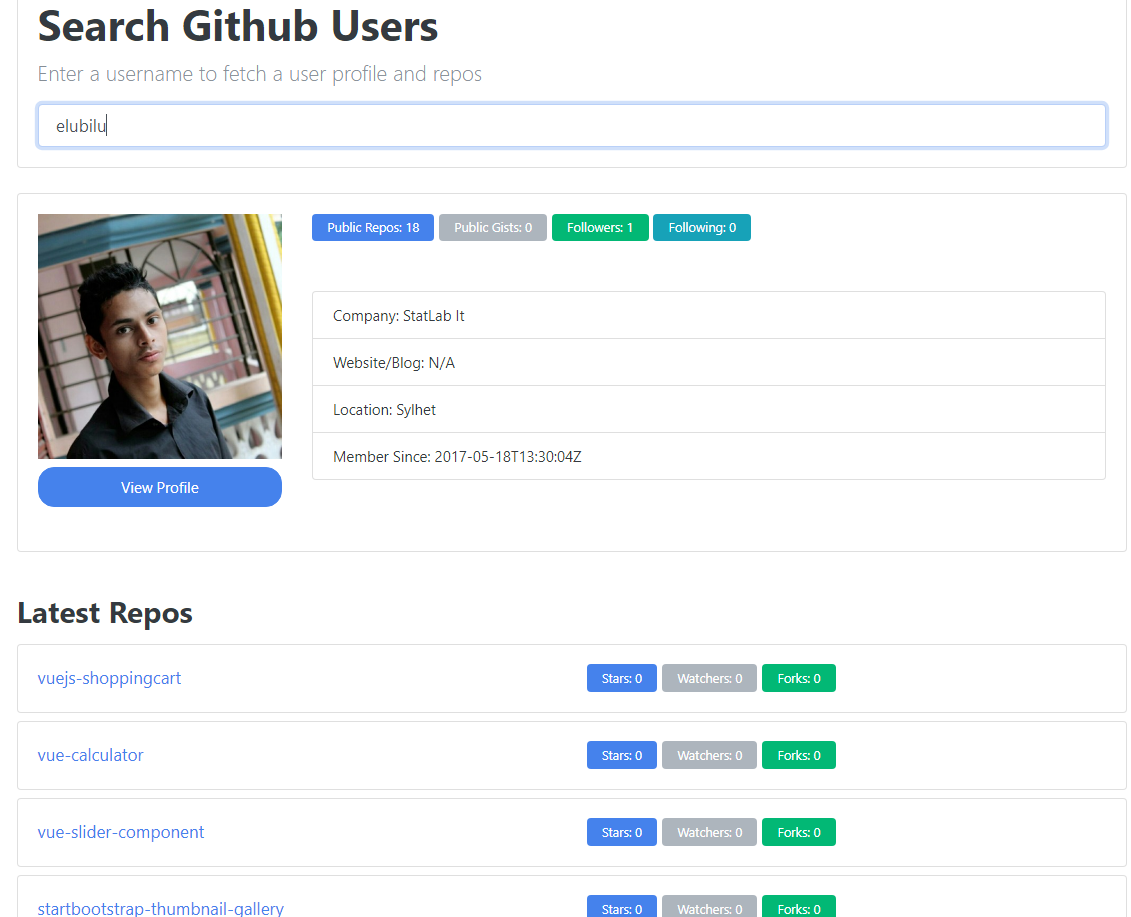 Search Github Users
Enter a username to fetch a user profile and repos
elubilu
Public Repos: 18 Public Gists: 0 Followers: 1 Following: 0
Company: StatLab It
Website/Blog: N/A
Location: Sylhet
Member Since: 2017-05-18T13:30:04Z
View Profile
Latest Repos
vuejs-shoppingcart Stars: 0 Watchers: 0 Forks: 0
vue-calculator Stars: 0 Watchers: 0 Forks: 0
vue-slider-component Stars: 0 Watchers: 0 Forks: 0
startbootstrap-thumbnail-gallery Stars: 0 Watchers: 0 Forks: 0